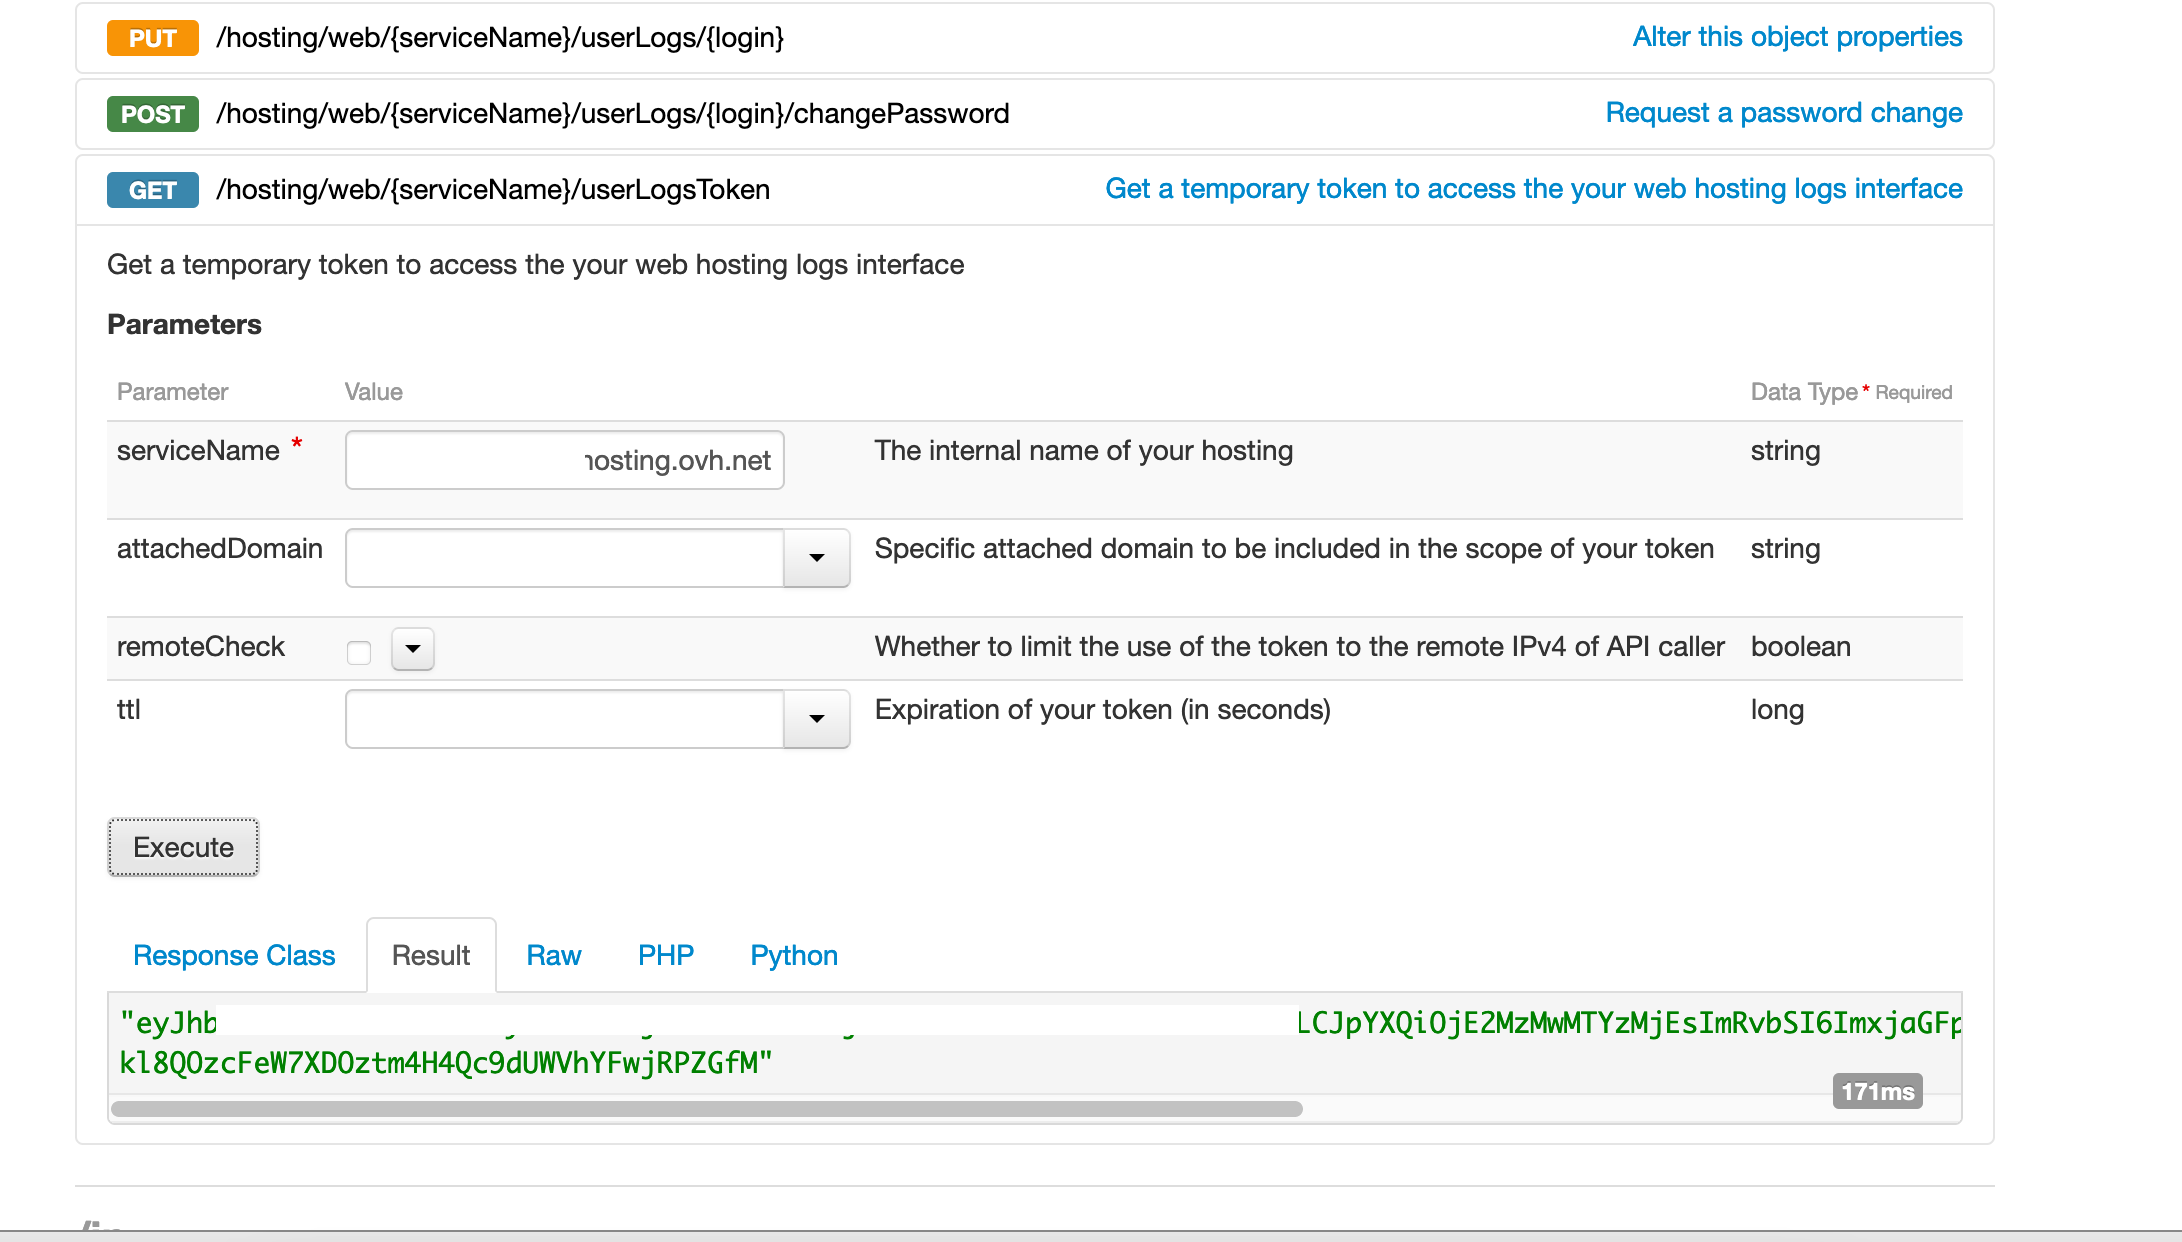 PUT /hosting/web/{serviceName}/userLogs/{login} Alter this object properties
POST /hosting/web/{serviceName}/userLogs/{login}/changePassword Request a password change
GET /hosting/web/{serviceName}/userLogsToken Get a temporary token to access the your web hosting logs interface
Get a temporary token to access the your web hosting logs interface
Parameters
Parameter Value Data Type * Required
serviceName * hosting.ovh.net The internal name of your hosting string
attachedDomain Specific attached domain to be included in the scope of your token string
remoteCheck Whether to limit the use of the token to the remote IPv4 of API caller boolean
ttl Expiration of your token (in seconds) long
Execute
Response Class Result Raw PHP Python
"eyJhb LCJpYXQiOjE2MzMwMTYzMjEsImRvbSI6ImxjaGFp
kl8QOzcFeW7XDOztm4H4Qc9dUWVhYFwjRPZGfM"
171ms